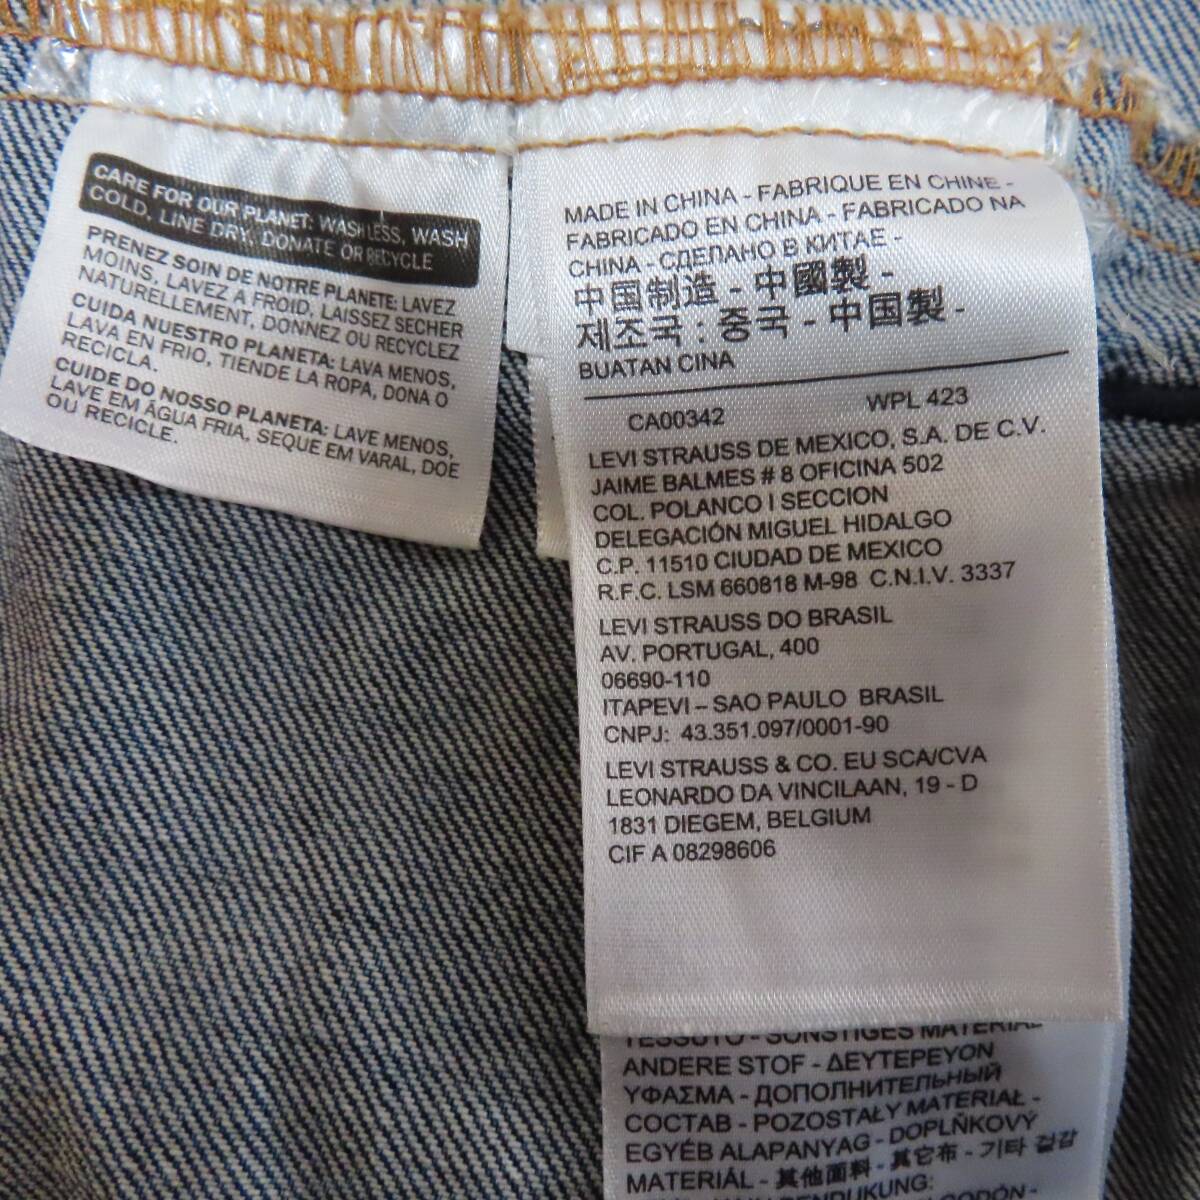 CARE FOR OUR PLANET: WASH LESS, WASH
COLD, LINE DRY, DONATE OR RECYCLE
PRENEZ SOIN DE NOTRE PLANETE: LAVEZ
MOINS, LAVEZ A FROID, LAISSEZ SECHER
NATURELLEMENT, DONNEZ OU RECYCLEZ
CUIDA NUESTRO PLANETA: LAVA MENOS,
LAVA EN FRIO, TIENDE LA ROPA, DONA O
RECICLA.
CUIDE DO NOSSO PLANETA: LAVE MENOS,
LAVE EM ÁGUA FRIA, SEQUE EM VARAL, DOE
OU RECICLE.
MADE IN CHINA - FABRIQUE EN CHINE -
FABRICADO EN CHINA - FABRICADO NA
CHINA - СДЕЛАНО В КИТАЕ -
中国制造 - 中國製 -
제조국 : 중국 - 中国製 -
BUATAN CINA
CA00342 WPL 423
LEVI STRAUSS DE MEXICO, S.A. DE C.V.
JAIME BALMES # 8 OFICINA 502
COL. POLANCO I SECCION
DELEGACIÓN MIGUEL HIDALGO
C.P. 11510 CIUDAD DE MEXICO
R.F.C. LSM 660818 M-98 C.N.I.V. 3337
LEVI STRAUSS DO BRASIL
AV. PORTUGAL, 400
06690-110
ITAPEVI – SAO PAULO BRASIL
CNPJ: 43.351.097/0001-90
LEVI STRAUSS & CO. EU SCA/CVA
LEONARDO DA VINCILAAN, 19 - D
1831 DIEGEM, BELGIUM
CIF A 08298606
TESSUTO - SONSTIGES MATERIAL
ANDERE STOF - ΔΕΥΤΕΡΕΥΟΝ
ΥΦΑΣΜΑ - ДОПОЛНИТЕЛЬНЫЙ
СОСТАВ - POZOSTAŁY MATERIAŁ -
EGYÉB ALAPANYAG - DOPLŇKOVÝ
MATERIÁL - 其他面料 - 其它布 - 기타 겉감